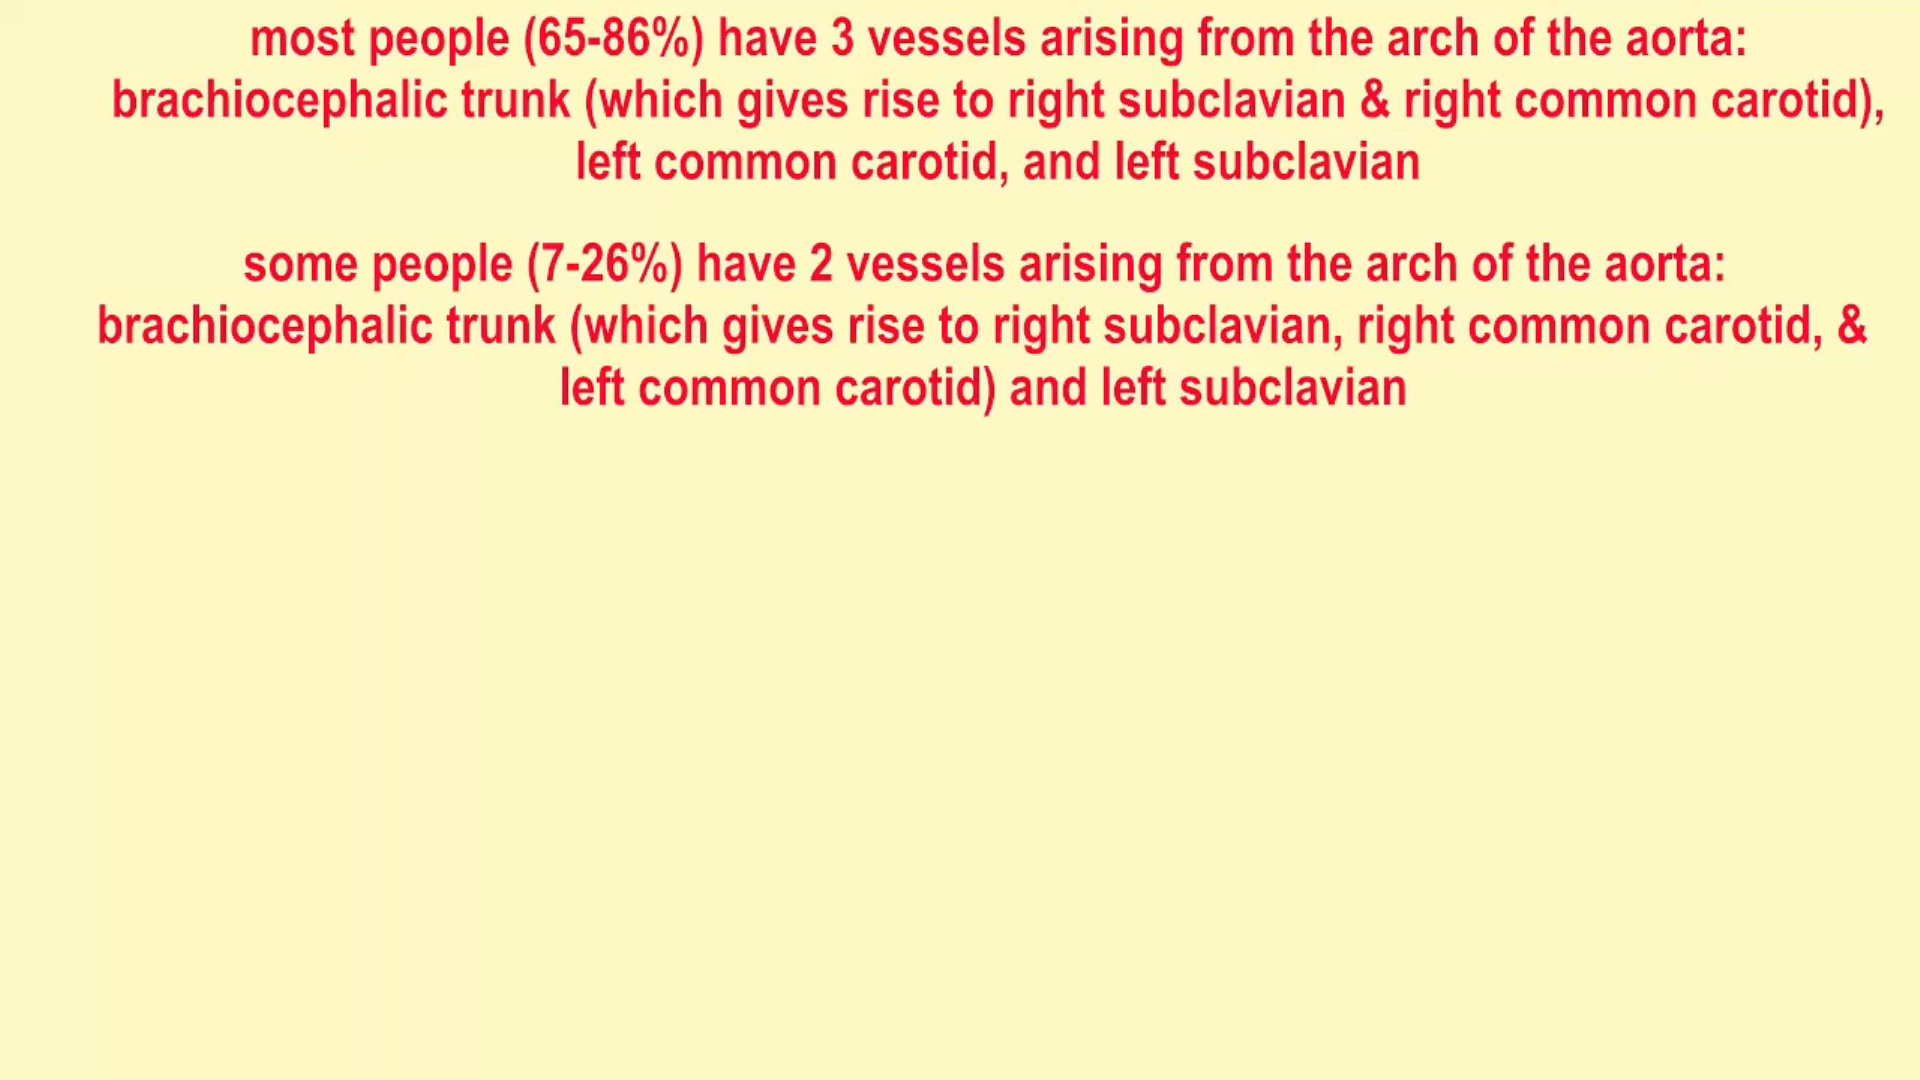 most people (65-86%) have 3 vessels arising from the arch of the aorta:
brachiocephalic trunk (which gives rise to right subclavian & right common carotid),
left common carotid, and left subclavian
some people (7-26%) have 2 vessels arising from the arch of the aorta:
brachiocephalic trunk (which gives rise to right subclavian, right common carotid, &
left common carotid) and left subclavian